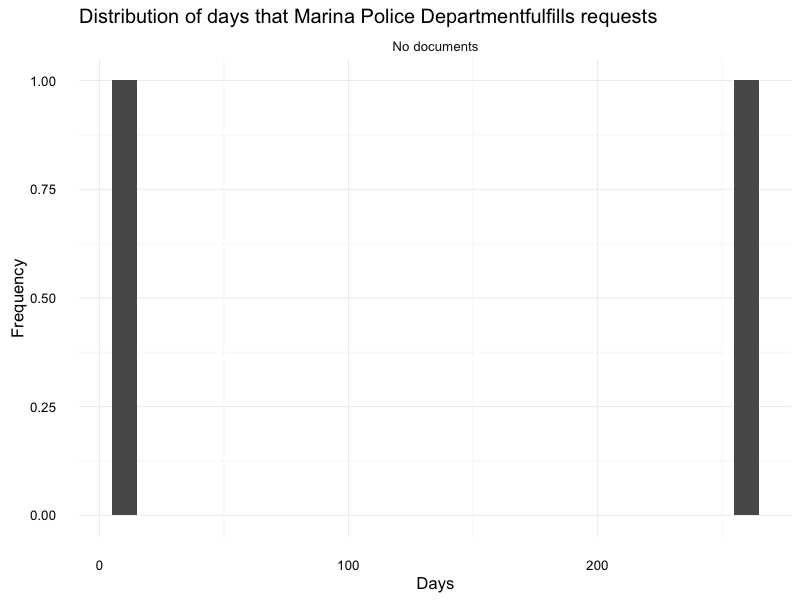 Distribution of days that Marina Police Departmentfulfills requests
No documents
1.00
0.75
0.50
0.25
0.00
Frequency
0 100 200
Days